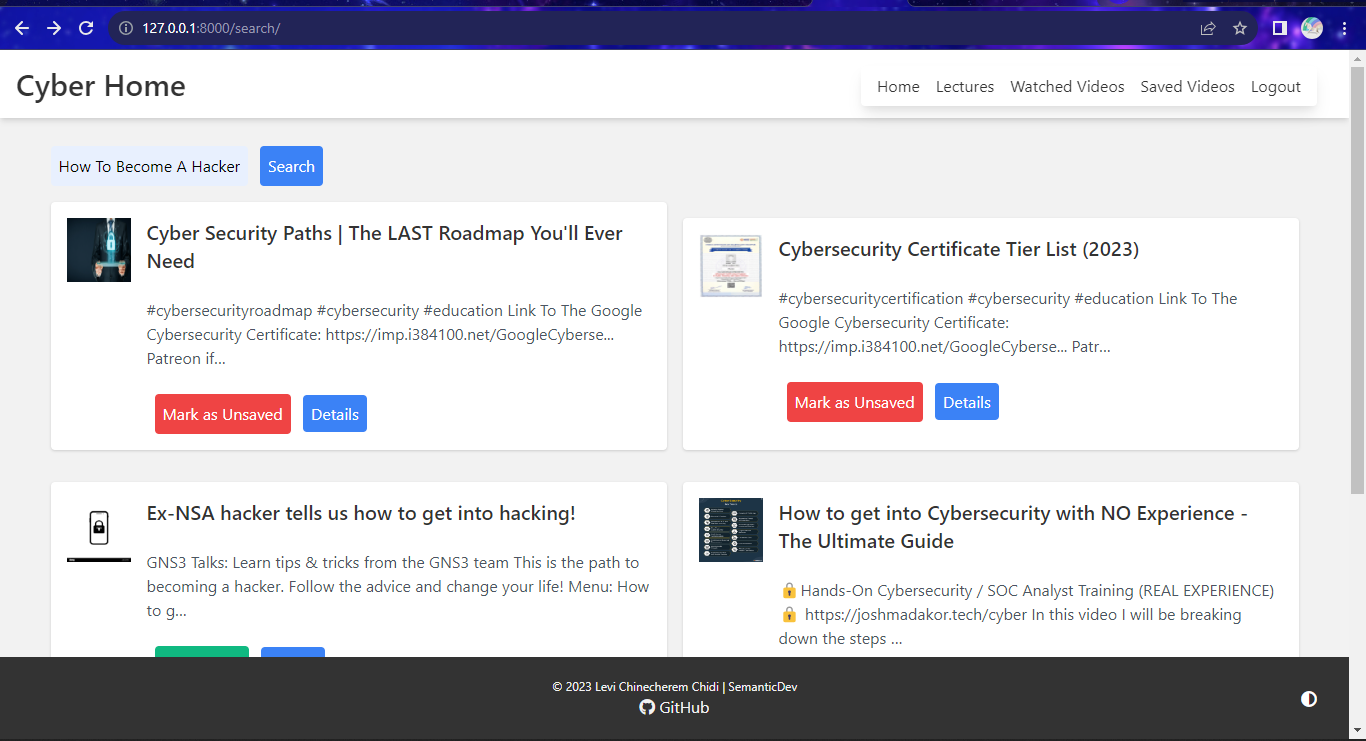 127.0.0.1:8000/search/
Cyber Home
Home Lectures Watched Videos Saved Videos Logout
How To Become A Hacker Search
Cyber Security Paths | The LAST Roadmap You'll Ever
Need
#cybersecurityroadmap #cybersecurity #education Link To The Google
Cybersecurity Certificate: https://imp.i384100.net/GoogleCyberse...
Patreon if...
Mark as Unsaved Details
Cybersecurity Certificate Tier List (2023)
#cybersecuritycertification #cybersecurity #education Link To The
Google Cybersecurity Certificate:
https://imp.i384100.net/GoogleCyberse... Patr...
Mark as Unsaved Details
Ex-NSA hacker tells us how to get into hacking!
GNS3 Talks: Learn tips & tricks from the GNS3 team This is the path to
becoming a hacker. Follow the advice and change your life! Menu: How
to g...
How to get into Cybersecurity with NO Experience -
The Ultimate Guide
🔒Hands-On Cybersecurity / SOC Analyst Training (REAL EXPERIENCE)
🔒 https://joshmadakor.tech/cyber In this video I will be breaking
down the steps ...
© 2023 Levi Chinecherem Chidi | SemanticDev
GitHub